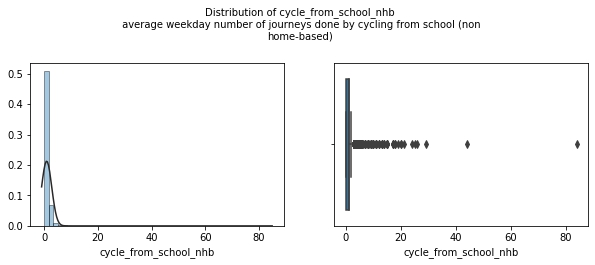 Distribution of cycle_from_school_nhb
average weekday number of journeys done by cycling from school (non
home-based)
0.5
0.4
0.3
0.2
0.1
0.0
0 20 40 60 80
cycle_from_school_nhb
0 20 40 60 80
cycle_from_school_nhb